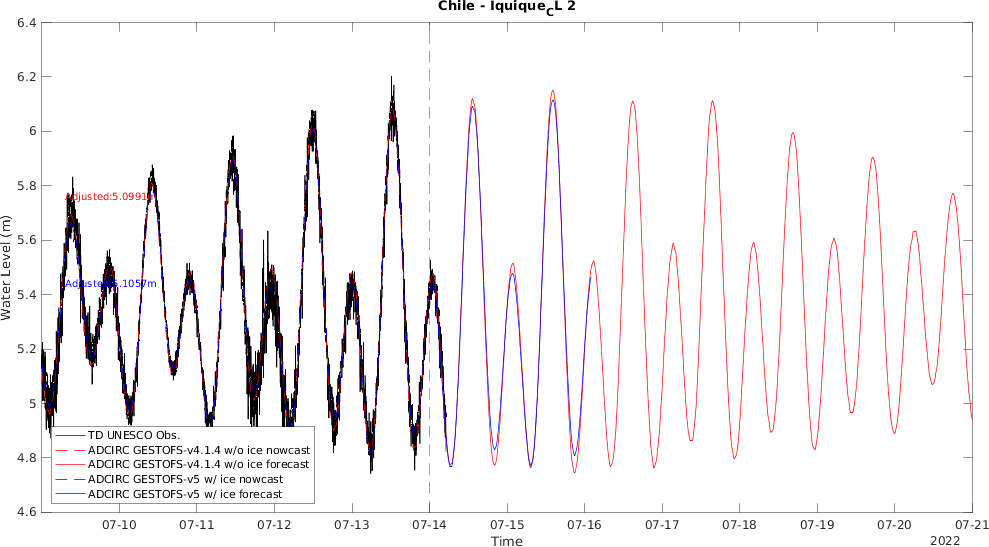 Chile - Iquique_CL 2
Water Level (m)
6.4
6.2
6
5.8
5.6
5.4
5.2
5
4.8
4.6
Adjusted:5.0991m
Adjusted:5.1057m
TD UNESCO Obs.
ADCIRC GESTOFS-v4.1.4 w/o ice nowcast
ADCIRC GESTOFS-v4.1.4 w/o ice forecast
ADCIRC GESTOFS-v5 w/ ice nowcast
ADCIRC GESTOFS-v5 w/ ice forecast
07-10 07-11 07-12 07-13 07-14 07-15 07-16 07-17 07-18 07-19 07-20 07-21
Time
2022